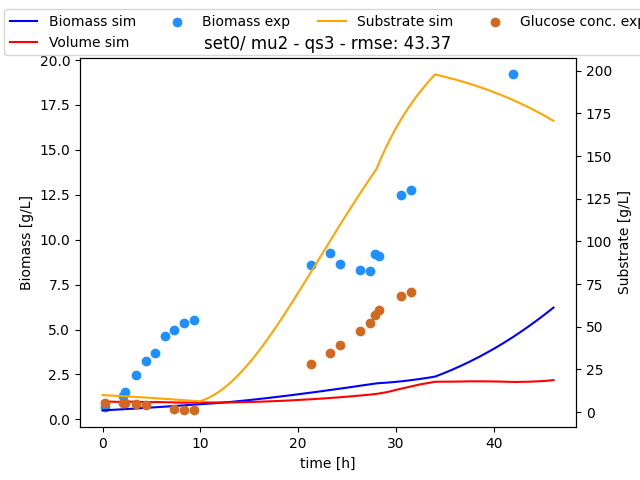 Biomass sim Biomass exp Substrate sim Glucose conc. exp
Volume sim
set0/ mu2 - qs3 - rmse: 43.37
20.0
17.5
15.0
12.5
10.0
7.5
5.0
2.5
0.0
Biomass [g/L]
200
175
150
125
100
75
50
25
0
Substrate [g/L]
0 10 20 30 40
time [h]